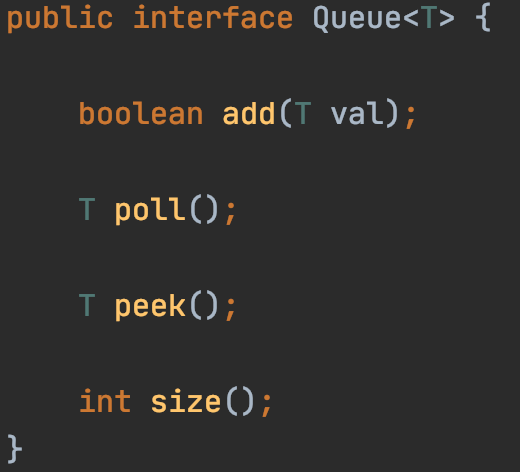 public interface Queue<T> {
boolean add(T val);
T poll();
T peek();
int size();
}